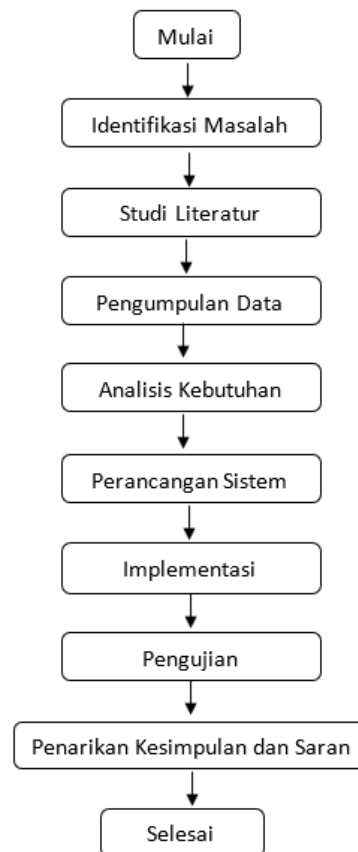 Mulai
Identifikasi Masalah
Studi Literatur
Pengumpulan Data
Analisis Kebutuhan
Perancangan Sistem
Implementasi
Pengujian
Penarikan Kesimpulan dan Saran
Selesai